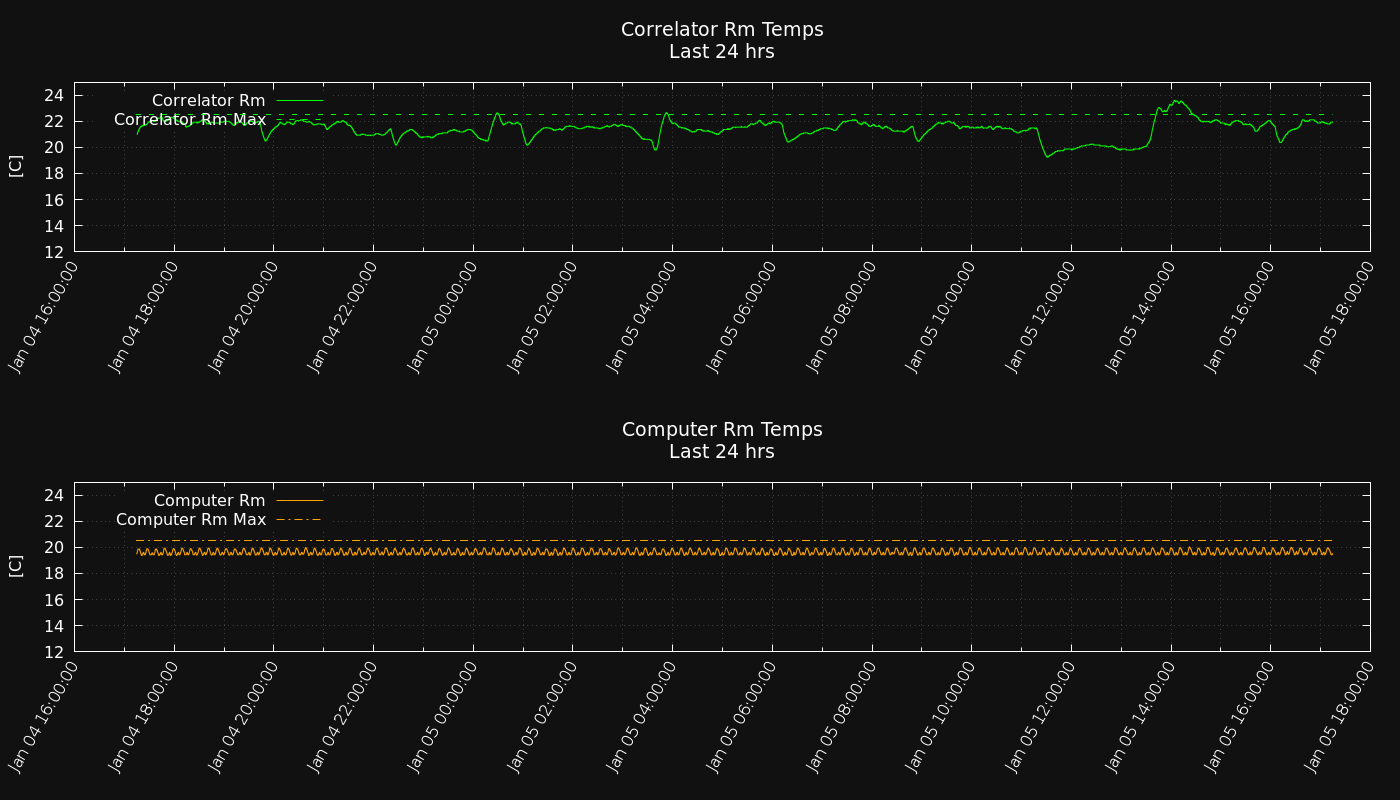 Correlator Rm Temps
Last 24 hrs
Correlator Rm
Correlator Rm Max
24
22
20
18
16
14
12
[C]
Jan 04 16:00:00
Jan 04 18:00:00
Jan 04 20:00:00
Jan 04 22:00:00
Jan 05 00:00:00
Jan 05 02:00:00
Jan 05 04:00:00
Jan 05 06:00:00
Jan 05 08:00:00
Jan 05 10:00:00
Jan 05 12:00:00
Jan 05 14:00:00
Jan 05 16:00:00
Jan 05 18:00:00
Computer Rm Temps
Last 24 hrs
Computer Rm
Computer Rm Max
24
22
20
18
16
14
12
[C]
Jan 04 16:00:00
Jan 04 18:00:00
Jan 04 20:00:00
Jan 04 22:00:00
Jan 05 00:00:00
Jan 05 02:00:00
Jan 05 04:00:00
Jan 05 06:00:00
Jan 05 08:00:00
Jan 05 10:00:00
Jan 05 12:00:00
Jan 05 14:00:00
Jan 05 16:00:00
Jan 05 18:00:00